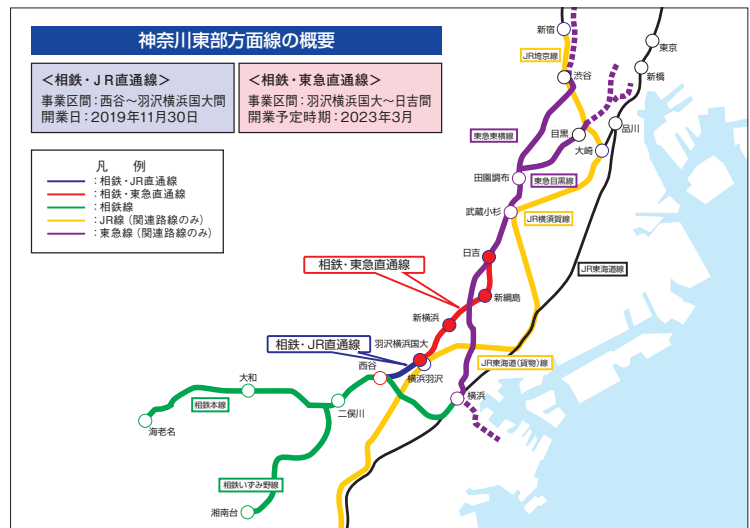 神奈川東部方面線の概要
＜相鉄・ＪＲ直通線＞
事業区間：西谷～羽沢横浜国大間
開業日：2019年11月30日
＜相鉄・東急直通線＞
事業区間：羽沢横浜国大～日吉間
開業予定時期：2023年3月
凡　例
：相鉄・JR直通線
：相鉄・東急直通線
：相鉄線
：JR線（関連路線のみ）
：東急線（関連路線のみ）
新宿
JR埼京線
東京
渋谷
新橋
東急東横線
目黒
品川
大崎
田園調布
東急目黒線
武蔵小杉
JR横須賀線
日吉
相鉄・東急直通線
JR東海道線
新綱島
新横浜
相鉄・JR直通線
羽沢横浜国大
西谷
横浜羽沢
JR東海道（貨物）線
大和
相鉄本線
二俣川
横浜
海老名
相鉄いずみ野線
湘南台